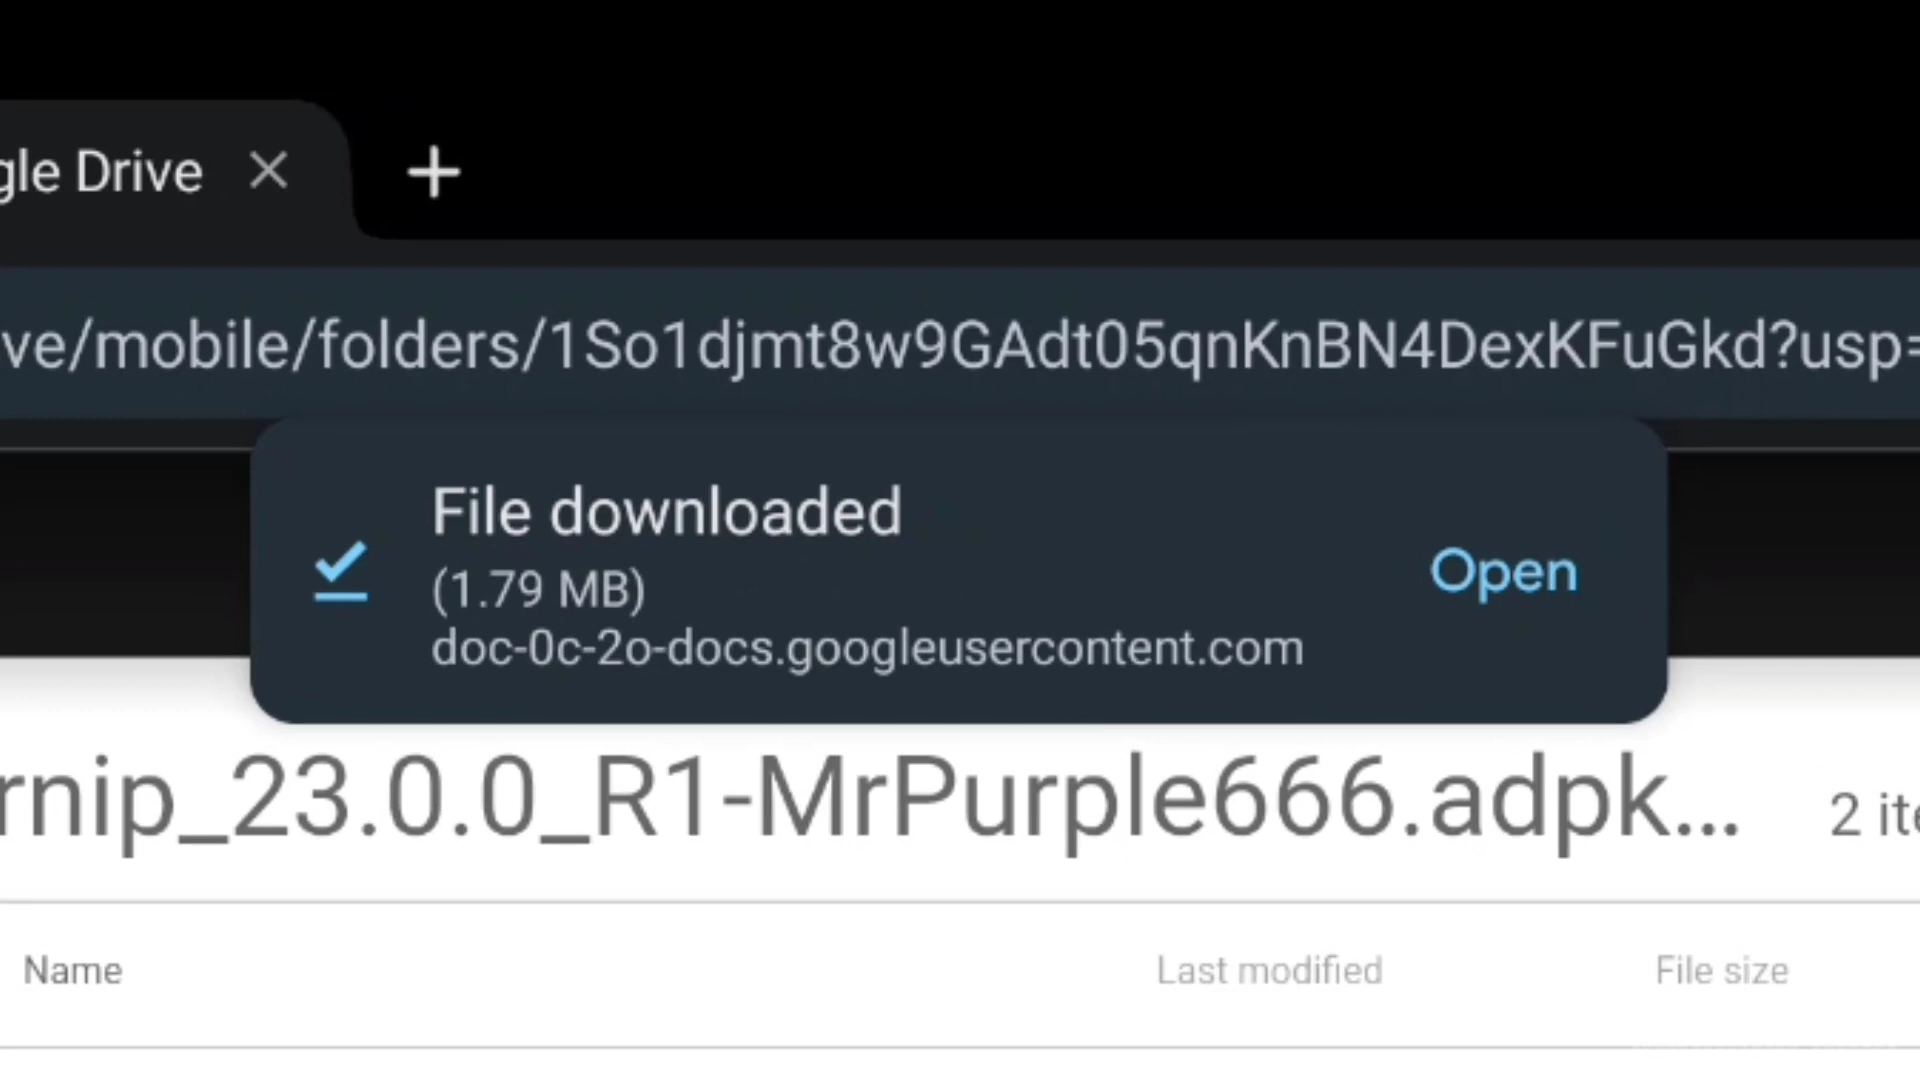 gle Drive
ve/mobile/folders/1So1djmt8w9GAdt05qnKnBN4DexKFuGkd?usp=
File downloaded
(1.79 MB)
Open
doc-0c-2o-docs.googleusercontent.com
rnip_23.0.0_R1-MrPurple666.adpk...
2 ite
Name
Last modified
File size